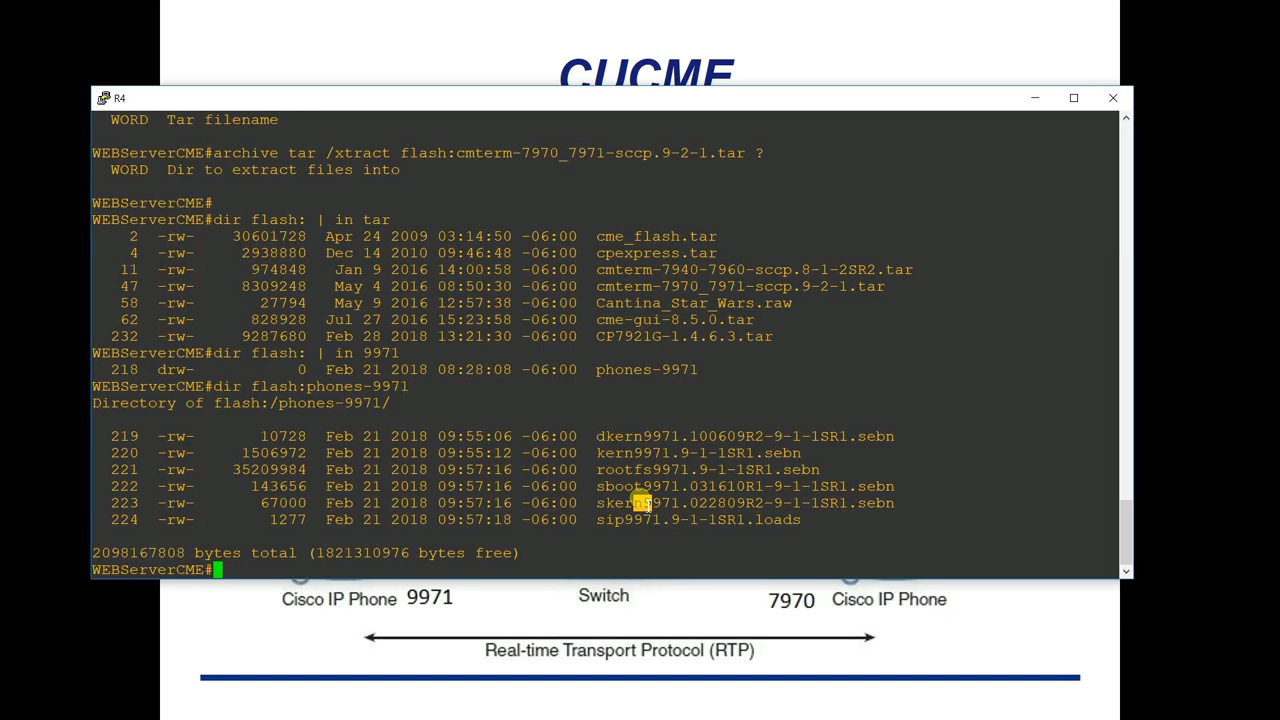 CUCME
R4
WORD  Tar filename
WEBServerCME#archive tar /xtract flash:cmterm-7970_7971-sccp.9-2-1.tar ?
WORD  Dir to extract files into
WEBServerCME#
WEBServerCME#dir flash: | in tar
2  -rw-    30601728  Apr 24 2009 03:14:50 -06:00  cme_flash.tar
4  -rw-     2938880  Dec 14 2010 09:46:48 -06:00  cpexpress.tar
11  -rw-      974848   Jan 9 2016 14:00:58 -06:00  cmterm-7940-7960-sccp.8-1-2SR2.tar
47  -rw-     8309248   May 4 2016 08:50:30 -06:00  cmterm-7970_7971-sccp.9-2-1.tar
58  -rw-       27794   May 9 2016 12:57:38 -06:00  Cantina_Star_Wars.raw
62  -rw-      828928  Jul 27 2016 15:23:58 -06:00  cme-gui-8.5.0.tar
232  -rw-     9287680  Feb 28 2018 13:21:30 -06:00  CP7921G-1.4.6.3.tar
WEBServerCME#dir flash: | in 9971
218  drw-           0  Feb 21 2018 08:28:08 -06:00  phones-9971
WEBServerCME#dir flash:phones-9971
Directory of flash:/phones-9971/
219  -rw-       10728  Feb 21 2018 09:55:06 -06:00  dkern9971.100609R2-9-1-1SR1.sebn
220  -rw-     1506972  Feb 21 2018 09:55:12 -06:00  kern9971.9-1-1SR1.sebn
221  -rw-    35209984  Feb 21 2018 09:57:16 -06:00  rootfs9971.9-1-1SR1.sebn
222  -rw-      143656  Feb 21 2018 09:57:16 -06:00  sboot9971.031610R1-9-1-1SR1.sebn
223  -rw-       67000  Feb 21 2018 09:57:16 -06:00  skern9971.022809R2-9-1-1SR1.sebn
224  -rw-        1277  Feb 21 2018 09:57:18 -06:00  sip9971.9-1-1SR1.loads
2098167808 bytes total (1821310976 bytes free)
WEBServerCME#
Cisco IP Phone 9971
Switch
7970 Cisco IP Phone
Real-time Transport Protocol (RTP)